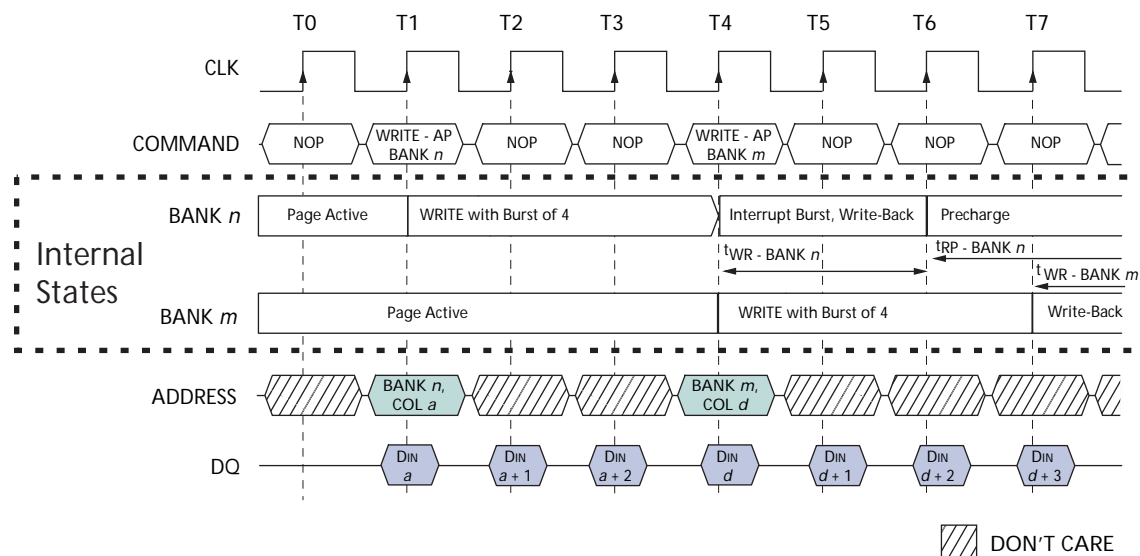 T0 T1 T2 T3 T4 T5 T6 T7
CLK
COMMAND NOP WRITE - AP BANK n NOP NOP WRITE - AP BANK m NOP NOP NOP
BANK n Page Active WRITE with Burst of 4 Interrupt Burst, Write-Back Precharge
Internal States
tWR - BANK n tRP - BANK n
tWR - BANK m
BANK m Page Active WRITE with Burst of 4 Write-Back
ADDRESS BANK n, COL a BANK m, COL d
DQ DIN a DIN a + 1 DIN a + 2 DIN d DIN d + 1 DIN d + 2 DIN d + 3
DON'T CARE